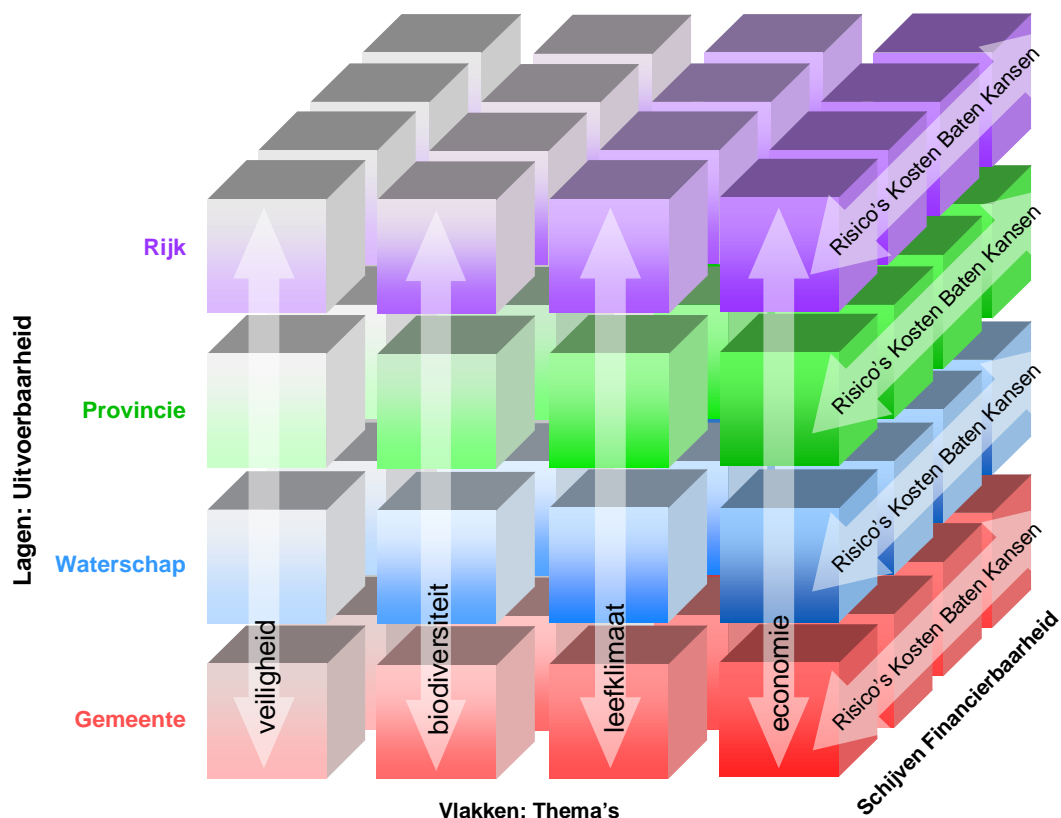 Lagen: Uitvoerbaarheid
Rijk
Provincie
Waterschap
Gemeente
veiligheid
biodiversiteit
leefklimaat
economie
Risico's Kosten Baten Kansen
Risico's Kosten Baten Kansen
Risico's Kosten Baten Kansen
Risico's Kosten Baten Kansen
Schijven Financierbaarheid
Vlakken: Thema's